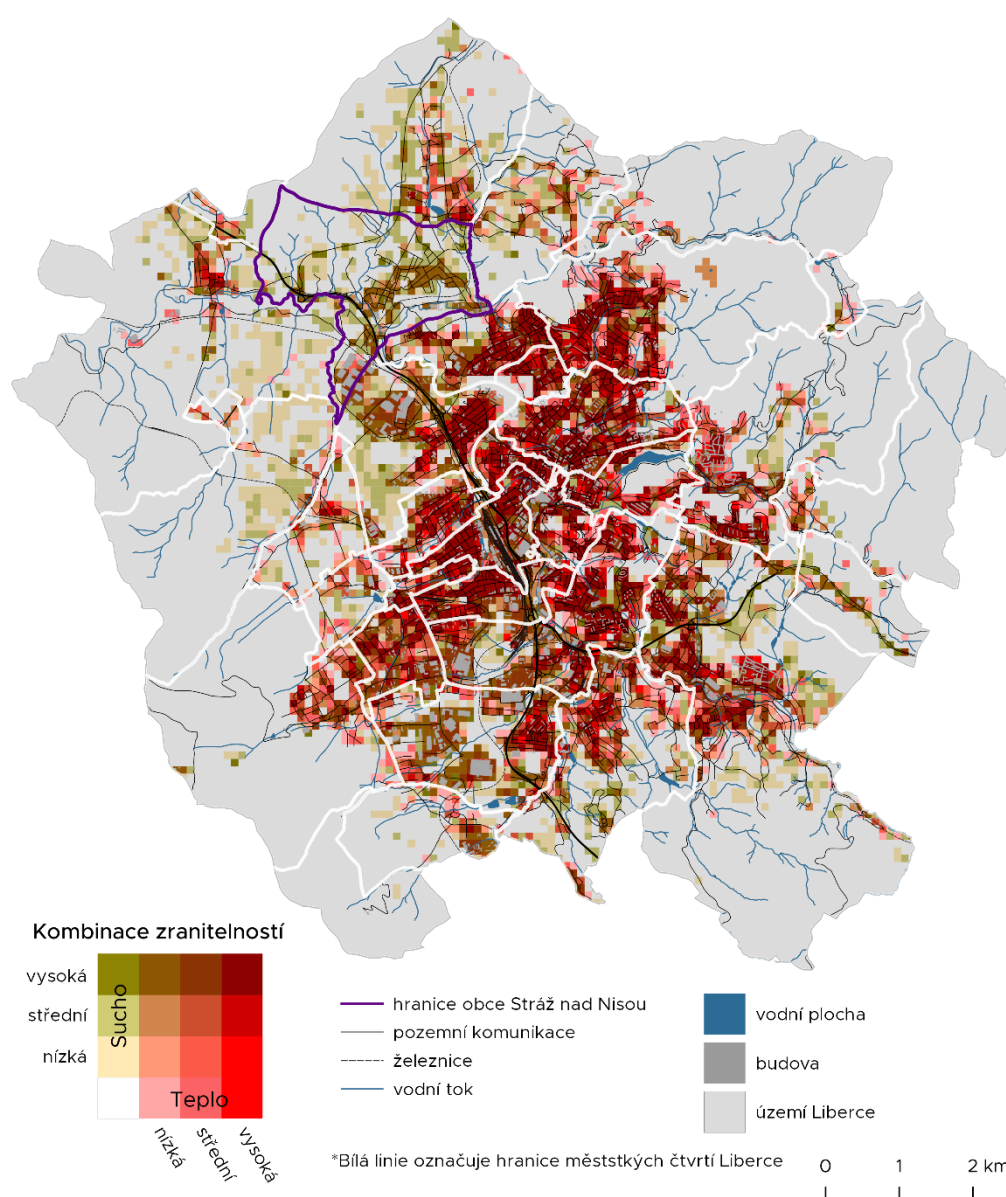 Kombinace zranitelností
vysoká
střední
nízká
Sucho
Teplo
nízká
střední
vysoká
hranice obce Stráž nad Nisou
pozemní komunikace
železnice
vodní tok
vodní plocha
budova
území Liberce
*Bílá linie označuje hranice měststkých čtvrtí Liberce
0 1 2 km